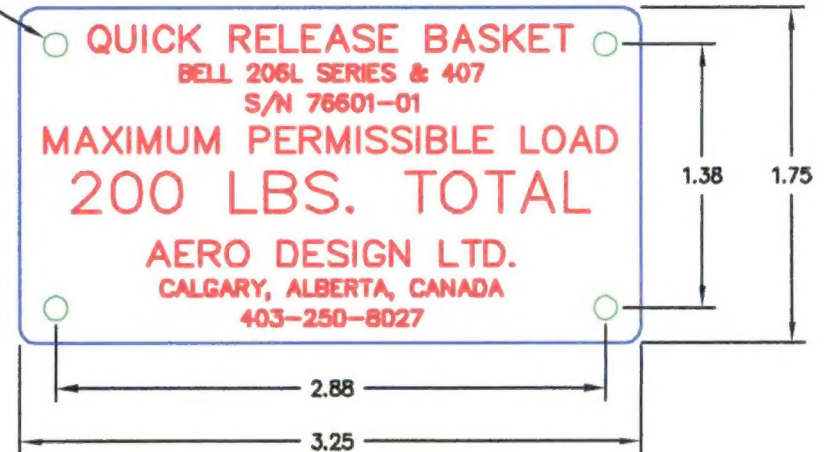 QUICK RELEASE BASKET
BELL 206L SERIES & 407
S/N 76601-01
MAXIMUM PERMISSIBLE LOAD
200 LBS. TOTAL
AERO DESIGN LTD.
CALGARY, ALBERTA, CANADA
403-250-8027
1.38
1.75
2.88
3.25